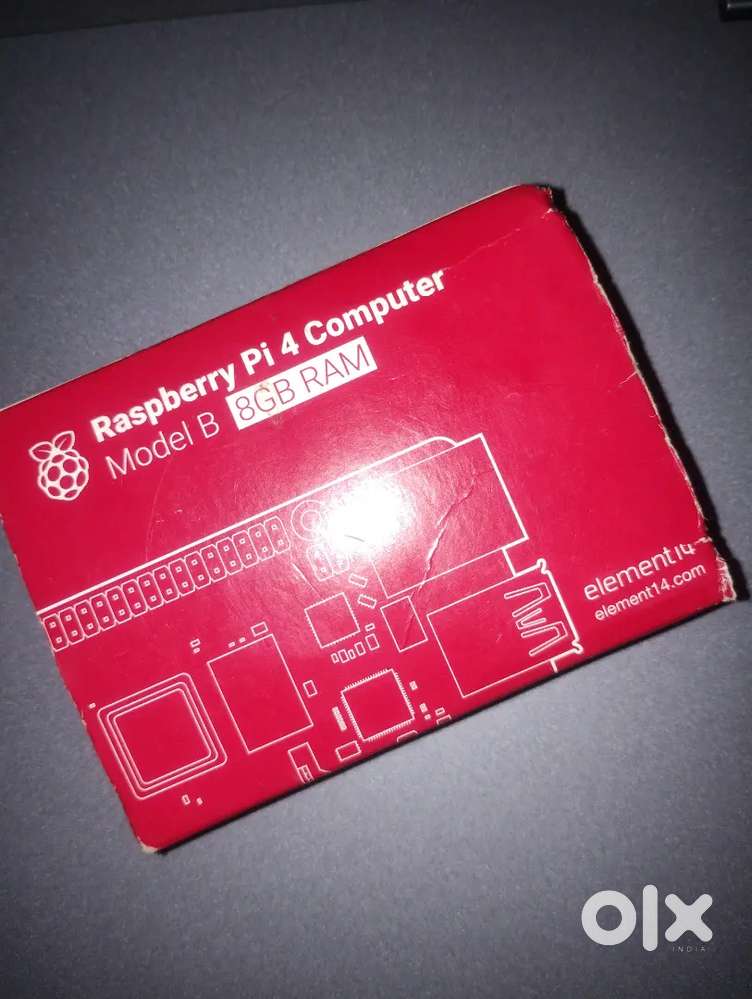 Raspberry Pi 4 Computer
Model B 8GB RAM
element14
element14.com
olx
INDIA